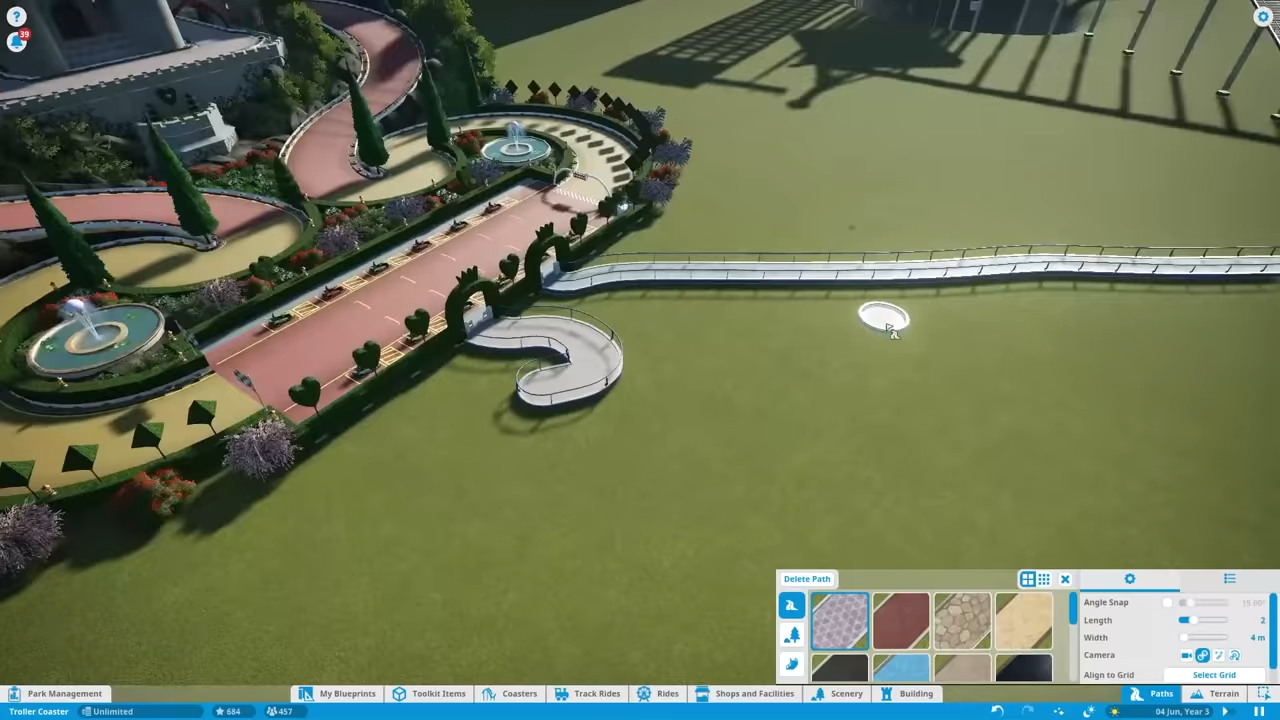 ?
39
Delete Path
Angle Snap 15.00°
Length 2
Width 4 m
Camera
Align to Grid Select Grid
Park Management My Blueprints Toolkit Items Coasters Track Rides Rides Shops and Facilities Scenery Building Paths Terrain
Troller Coaster Unlimited 684 457 04 Jun, Year 3